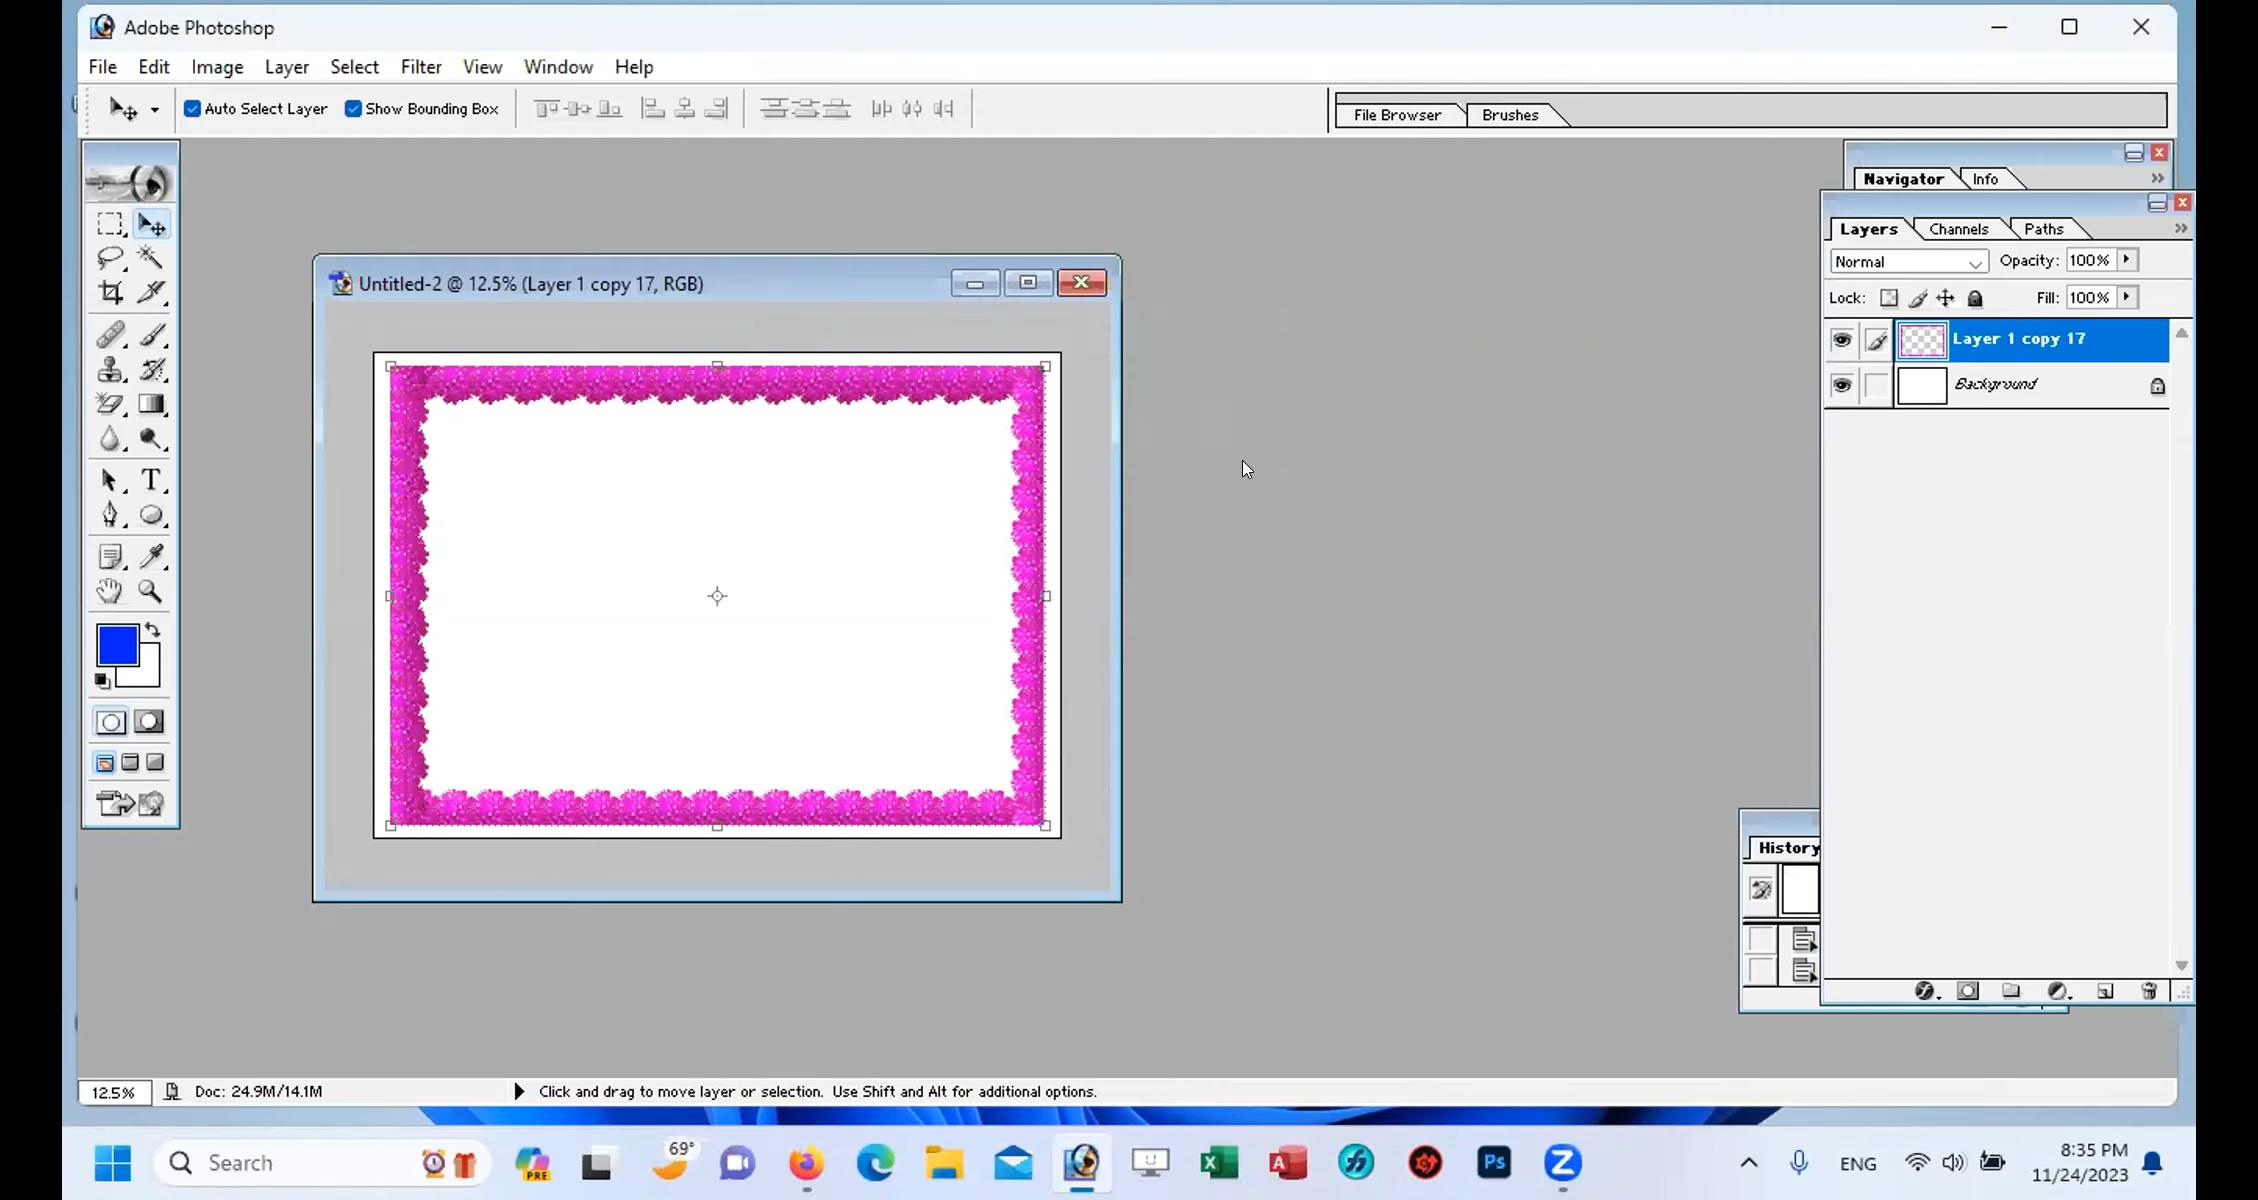 Adobe Photoshop
File Edit Image Layer Select Filter View Window Help
Auto Select Layer Show Bounding Box File Browser Brushes
Navigator Info
Layers Channels Paths
Normal Opacity: 100%
Lock: Fill: 100%
Layer 1 copy 17
Background
Untitled-2 @ 12.5% (Layer 1 copy 17, RGB)
T
History
12.5% Doc: 24.9M/14.1M Click and drag to move layer or selection. Use Shift and Alt for additional options.
Search 69° PRE X A Ps Z ENG
8:35 PM
11/24/2023